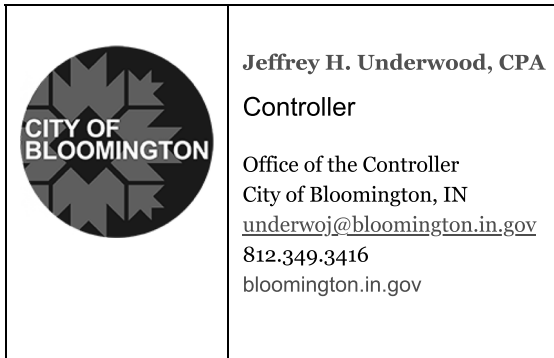 CITY OF
BLOOMINGTON
Jeffrey H. Underwood, CPA
Controller
Office of the Controller
City of Bloomington, IN
underwoj@bloomington.in.gov
812.349.3416
bloomington.in.gov